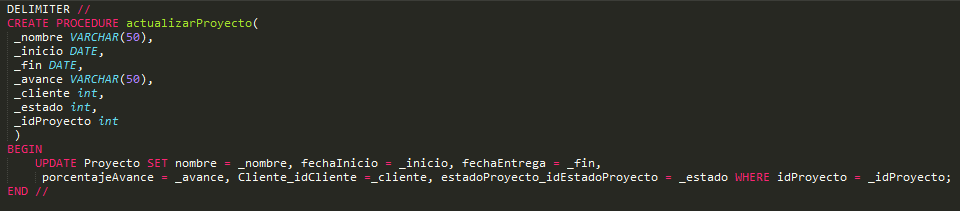 DELIMITER //
CREATE PROCEDURE actualizarProyecto(
_nombre VARCHAR(50),
_inicio DATE,
_fin DATE,
_avance VARCHAR(50),
_cliente int,
_estado int,
_idProyecto int
)
BEGIN
UPDATE Proyecto SET nombre = _nombre, fechaInicio = _inicio, fechaEntrega = _fin,
porcentajeAvance = _avance, Cliente_idCliente =_cliente, estadoProyecto_idEstadoProyecto = _estado WHERE idProyecto = _idProyecto;
END //